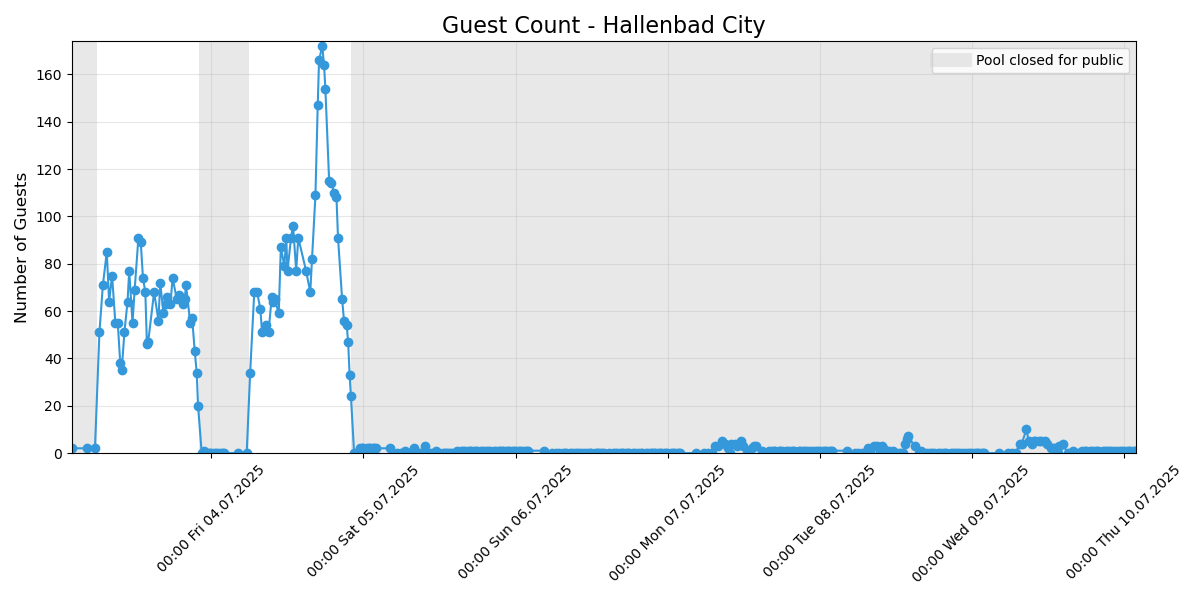 Guest Count - Hallenbad City
Pool closed for public
Number of Guests
160
140
120
100
80
60
40
20
0
00:00 Fri 04.07.2025
00:00 Sat 05.07.2025
00:00 Sun 06.07.2025
00:00 Mon 07.07.2025
00:00 Tue 08.07.2025
00:00 Wed 09.07.2025
00:00 Thu 10.07.2025